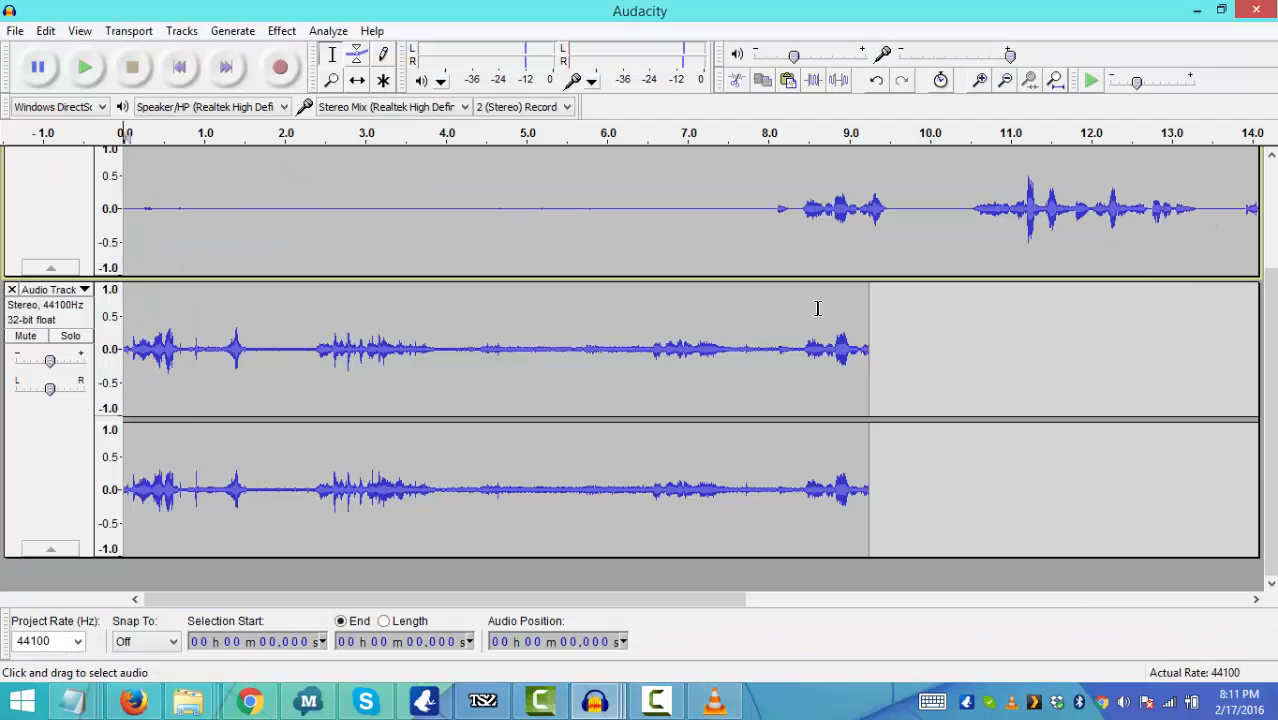 Audacity
File Edit View Transport Tracks Generate Effect Analyze Help
L
R
-36 -24 -12 0
L
R
-36 -24 -12 0
Windows DirectSc Speaker/HP (Realtek High Defi Stereo Mix (Realtek High Defir 2 (Stereo) Record
-1.0 0.0 1.0 2.0 3.0 4.0 5.0 6.0 7.0 8.0 9.0 10.0 11.0 12.0 13.0 14.0
1.0
0.5
0.0
-0.5
-1.0
Audio Track
Stereo, 44100Hz
32-bit float
Mute Solo
- +
L R
1.0
0.5
0.0
-0.5
-1.0
1.0
0.5
0.0
-0.5
-1.0
Project Rate (Hz): Snap To: Selection Start: End Length Audio Position:
44100 Off 00 h 00 m 00.000 s 00 h 00 m 00.000 s 00 h 00 m 00.000 s
Click and drag to select audio
Actual Rate: 44100
TSZ
8:11 PM
2/17/2016